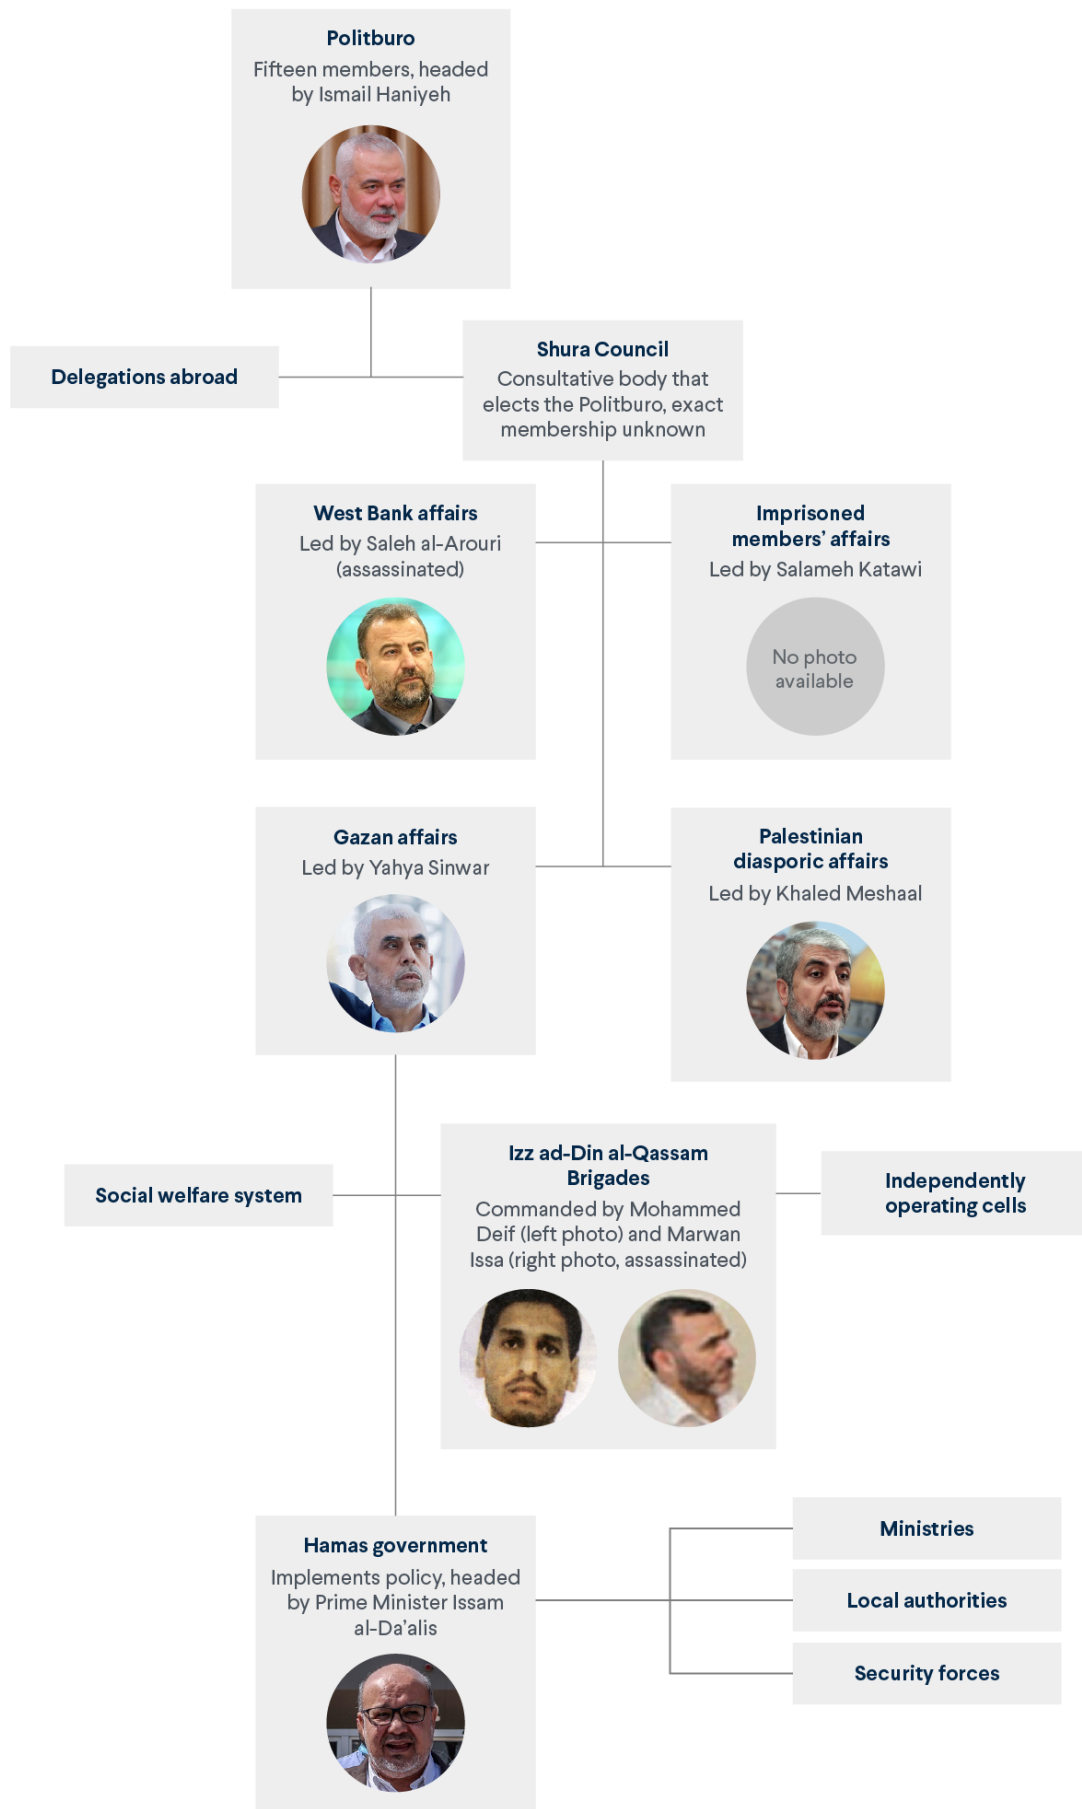 Politburo
Fifteen members, headed
by Ismail Haniyeh
Delegations abroad
Shura Council
Consultative body that
elects the Politburo, exact
membership unknown
West Bank affairs
Led by Saleh al-Arouri
(assassinated)
Imprisoned
members’ affairs
Led by Salameh Katawi
No photo
available
Gazan affairs
Led by Yahya Sinwar
Palestinian
diasporic affairs
Led by Khaled Meshaal
Social welfare system
Izz ad-Din al-Qassam
Brigades
Commanded by Mohammed
Deif (left photo) and Marwan
Issa (right photo, assassinated)
Independently
operating cells
Hamas government
Implements policy, headed
by Prime Minister Issam
al-Da’alis
Ministries
Local authorities
Security forces